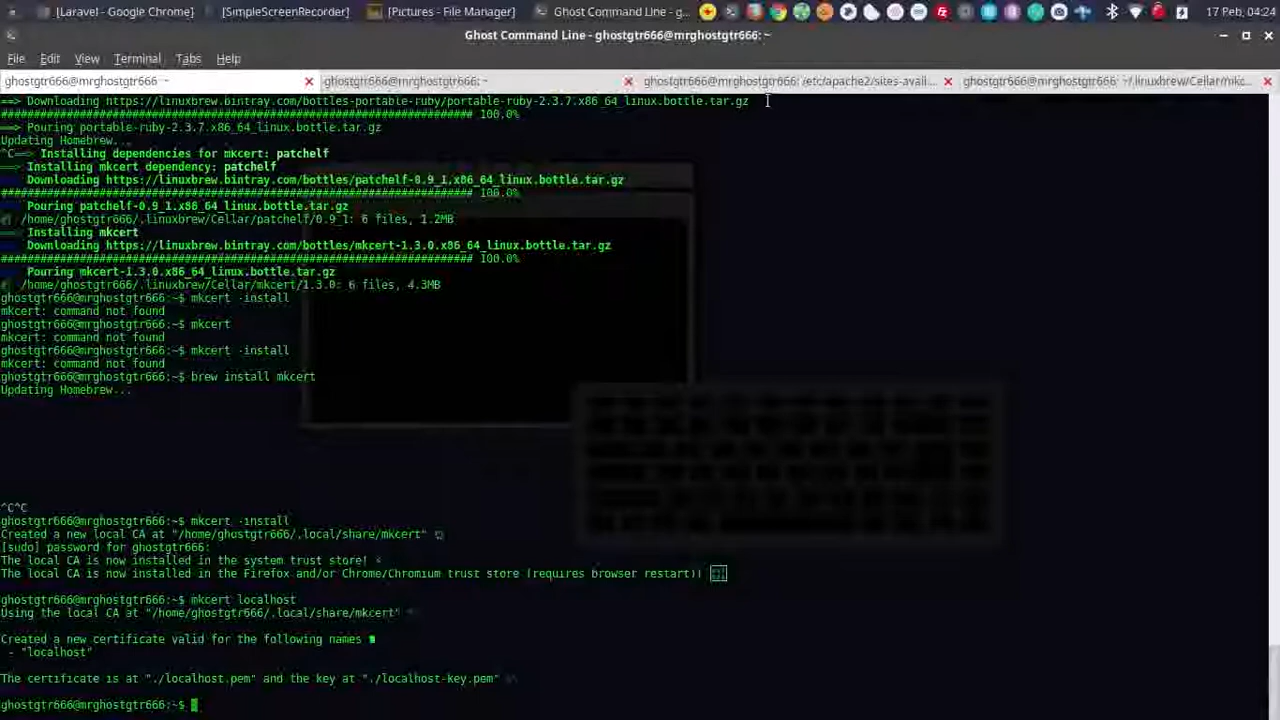 [Laravel - Google Chrome] [SimpleScreenRecorder] [Pictures - File Manager] Ghost Command Line - g... 17 Peb, 04:24
Ghost Command Line - ghostgtr666@mrghostgtr666: ~
File Edit View Terminal Tabs Help
ghostgtr666@mrghostgtr666: ~ ghostgtr666@mrghostgtr666: ~ ghostgtr666@mrghostgtr666: /etc/apache2/sites-avail... ghostgtr666@mrghostgtr666: ~/.linuxbrew/Cellar/mkc...
==> Downloading https://linuxbrew.bintray.com/bottles-portable-ruby/portable-ruby-2.3.7.x86_64_linux.bottle.tar.gz
######################################################################## 100.0%
==> Pouring portable-ruby-2.3.7.x86_64_linux.bottle.tar.gz
Updating Homebrew...
^C==> Installing dependencies for mkcert: patchelf
==> Installing mkcert dependency: patchelf
Downloading https://linuxbrew.bintray.com/bottles/patchelf-0.9_1.x86_64_linux.bottle.tar.gz
######################################################################## 100.0%
Pouring patchelf-0.9_1.x86_64_linux.bottle.tar.gz
/home/ghostgtr666/.linuxbrew/Cellar/patchelf/0.9_1: 6 files, 1.2MB
Installing mkcert
Downloading https://linuxbrew.bintray.com/bottles/mkcert-1.3.0.x86_64_linux.bottle.tar.gz
######################################################################## 100.0%
Pouring mkcert-1.3.0.x86_64_linux.bottle.tar.gz
/home/ghostgtr666/.linuxbrew/Cellar/mkcert/1.3.0: 6 files, 4.3MB
ghostgtr666@mrghostgtr666:~$ mkcert -install
mkcert: command not found
ghostgtr666@mrghostgtr666:~$ mkcert
mkcert: command not found
ghostgtr666@mrghostgtr666:~$ mkcert -install
mkcert: command not found
ghostgtr666@mrghostgtr666:~$ brew install mkcert
Updating Homebrew...
^C^C
ghostgtr666@mrghostgtr666:~$ mkcert -install
Created a new local CA at "/home/ghostgtr666/.local/share/mkcert"
[sudo] password for ghostgtr666:
The local CA is now installed in the system trust store!
The local CA is now installed in the Firefox and/or Chrome/Chromium trust store (requires browser restart)!
ghostgtr666@mrghostgtr666:~$ mkcert localhost
Using the local CA at "/home/ghostgtr666/.local/share/mkcert"
Created a new certificate valid for the following names
- "localhost"
The certificate is at "./localhost.pem" and the key at "./localhost-key.pem"
ghostgtr666@mrghostgtr666:~$